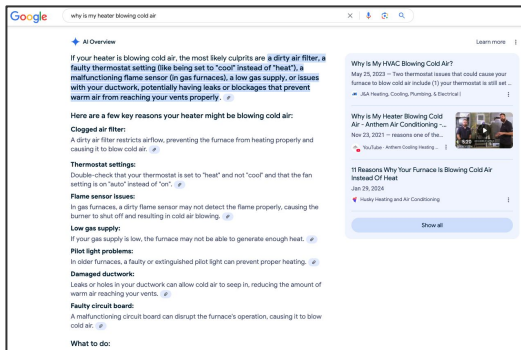 Google
why is my heater blowing cold air
AI Overview
Learn more
If your heater is blowing cold air, the most likely culprits are a dirty air filter, a
faulty thermostat setting (like being set to "cool" instead of "heat"), a
malfunctioning flame sensor (in gas furnaces), a low gas supply, or issues
with your ductwork, potentially having leaks or blockages that prevent
warm air from reaching your vents properly.
Here are a few key reasons your heater might be blowing cold air:
Clogged air filter:
A dirty air filter restricts airflow, preventing the furnace from heating properly and
causing it to blow cold air.
Thermostat settings:
Double-check that your thermostat is set to "heat" and not "cool" and that the fan
setting is on "auto" instead of "on".
Flame sensor issues:
In gas furnaces, a dirty flame sensor may not detect the flame properly, causing the
burner to shut off and resulting in cold air blowing.
Low gas supply:
If your gas supply is low, the furnace may not be able to generate enough heat.
Pilot light problems:
In older furnaces, a faulty or extinguished pilot light can prevent proper heating.
Damaged ductwork:
Leaks or holes in your ductwork can allow cold air to seep in, reducing the amount of
warm air reaching your vents.
Faulty circuit board:
A malfunctioning circuit board can disrupt the furnace's operation, causing it to blow
cold air.
What to do:
Why Is My HVAC Blowing Cold Air?
May 25, 2023 — Two thermostat issues that could cause your
furnace to blow cold air include (1) your thermostat is still set ...
J&A Heating, Cooling, Plumbing, & Electrical |
Why is My Heater Blowing Cold
Air - Anthem Air Conditioning -...
Nov 23, 2021 — reasons one of the...
YouTube · Anthem Cooling Heating...
5:20
11 Reasons Why Your Furnace Is Blowing Cold Air
Instead Of Heat
Jan 29, 2024
Husky Heating and Air Conditioning
Show all